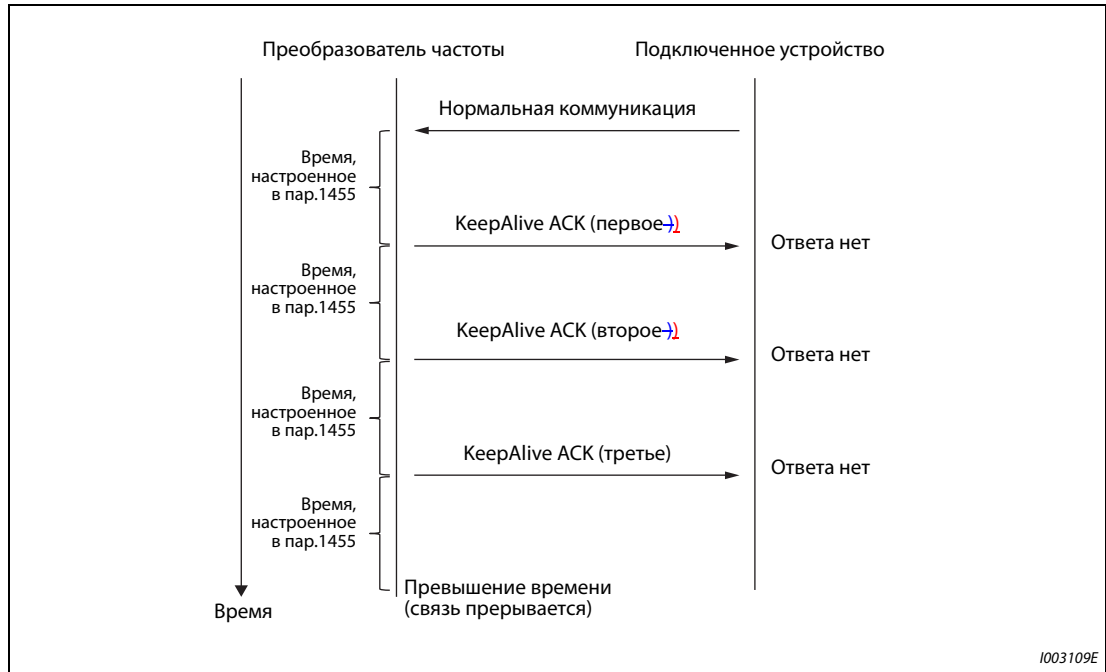 Преобразователь частоты
Подключенное устройство
Нормальная коммуникация
Время,
настроенное
в пар.1455
KeepAlive ACK (первое-))
Ответа нет
Время,
настроенное
в пар.1455
KeepAlive ACK (второе-))
Ответа нет
Время,
настроенное
в пар.1455
KeepAlive ACK (третье)
Ответа нет
Время,
настроенное
в пар.1455
Превышение времени
(связь прерывается)
Время
I003109E